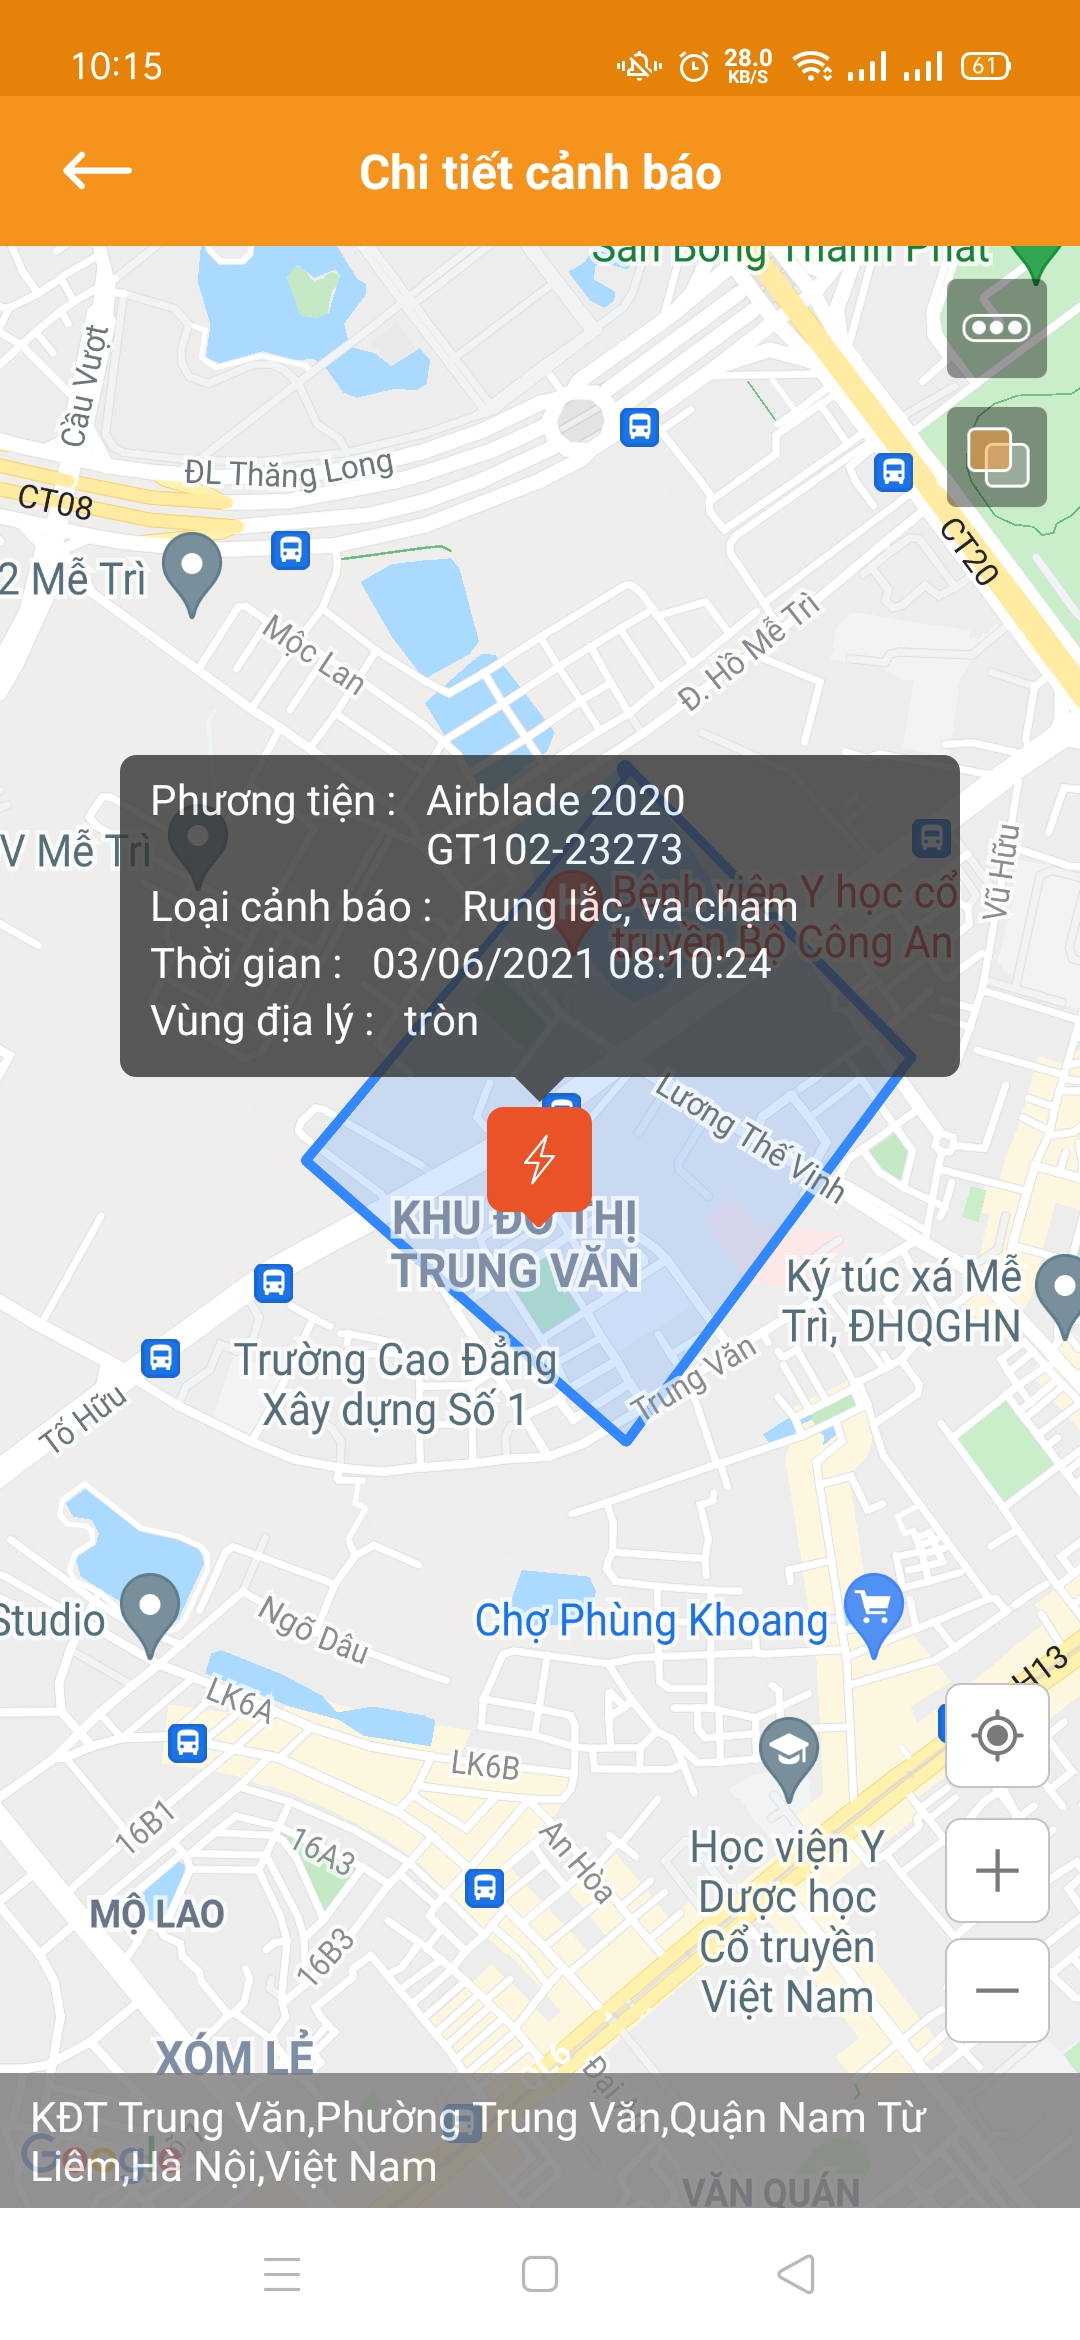 10:15
28.0
KB/S
61
Chi tiết cảnh báo
Sân Bóng Thành Phát
Cầu Vượt
ĐL Thăng Long
CT08
CT20
2 Mễ Trì
Mộc Lan
Đ. Hồ Mễ Trì
Phương tiện : Airblade 2020
GT102-23273
V Mễ Trì
Vũ Hữu
Bệnh viện Y học cổ
truyền Bộ Công An
Loại cảnh báo : Rung lắc, va chạm
Thời gian : 03/06/2021 08:10:24
Vùng địa lý : tròn
Lương Thế Vinh
KHU ĐÔ THỊ
TRUNG VĂN
Ký túc xá Mễ
Trì, ĐHQGHN
Trường Cao Đẳng
Xây dựng Số 1
Trung Văn
Tố Hữu
Studio
Ngõ Dâu
Chợ Phùng Khoang
H13
LK6A
LK6B
16B1
16A3
An Hòa
Học viện Y
Dược học
Cổ truyền
Việt Nam
MỘ LAO
16B3
XÓM LẺ
QL6
Đại
KĐT Trung Văn,Phường Trung Văn,Quận Nam Từ
Liêm,Hà Nội,Việt Nam
Google
VĂN QUÁN